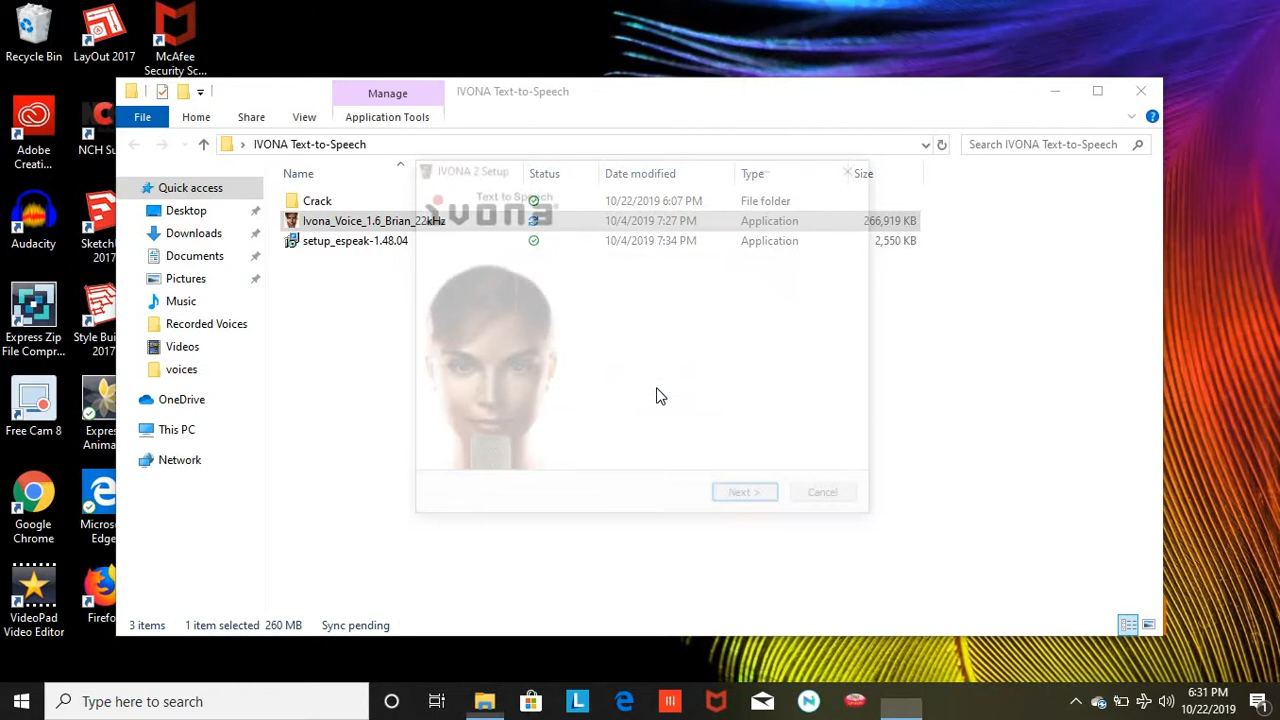 Recycle Bin
LayOut 2017
McAfee
Security Sc...
Adobe
Creati...
NCH Su
Audacity
Sketch
2017
Express Zip
File Compr...
Style Bui
2017
Free Cam 8
Expre
Anima
Google
Chrome
Micros
Edge
VideoPad
Video Editor
Firefo
Manage
IVONA Text-to-Speech
File
Home
Share
View
Application Tools
IVONA Text-to-Speech
Search IVONA Text-to-Speech
Quick access
Desktop
Downloads
Documents
Pictures
Music
Recorded Voices
Videos
voices
OneDrive
This PC
Network
Name
Status
Date modified
Type
Size
Crack
10/22/2019 6:07 PM
File folder
Ivona_Voice_1.6_Brian_22kHz
10/4/2019 7:27 PM
Application
266,919 KB
setup_espeak-1.48.04
10/4/2019 7:34 PM
Application
2,550 KB
IVONA 2 Setup
Text to Speech
ivona
Next >
Cancel
3 items
1 item selected 260 MB
Sync pending
Type here to search
6:31 PM
10/22/2019